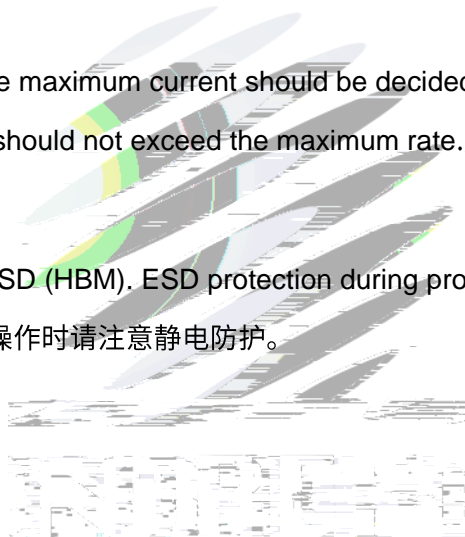 e maximum current should be decided
should not exceed the maximum rate.
SD (HBM). ESD protection during pro
操作时请注意静电防护。